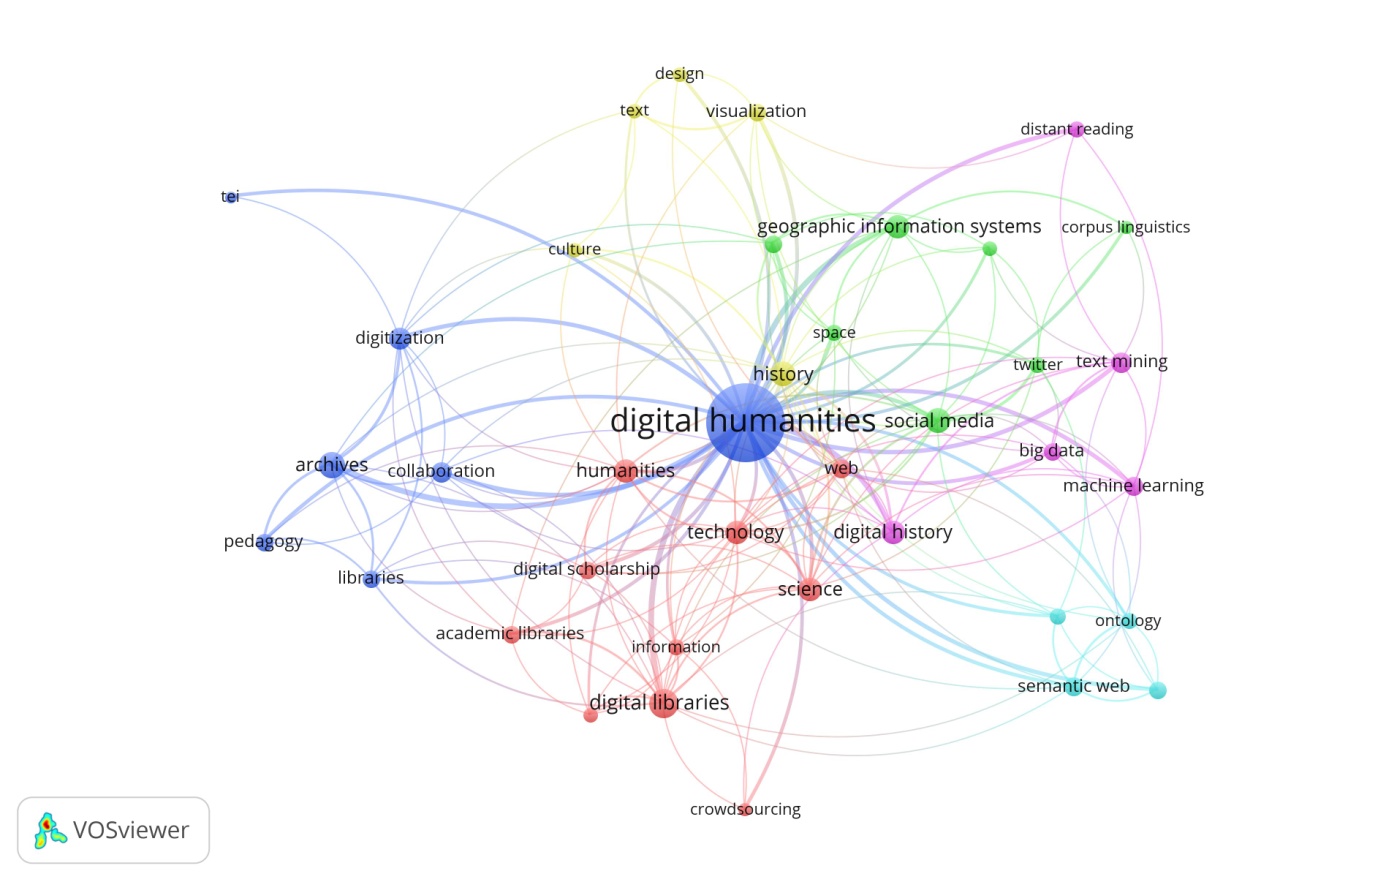 design
text
visualization
distant reading
tei
geographic information systems
corpus linguistics
culture
space
digitization
history
twitter
text mining
digital humanities
social media
big data
archives
collaboration
humanities
web
machine learning
technology
digital history
pedagogy
libraries
digital scholarship
science
ontology
academic libraries
information
semantic web
digital libraries
crowdsourcing
VOSviewer